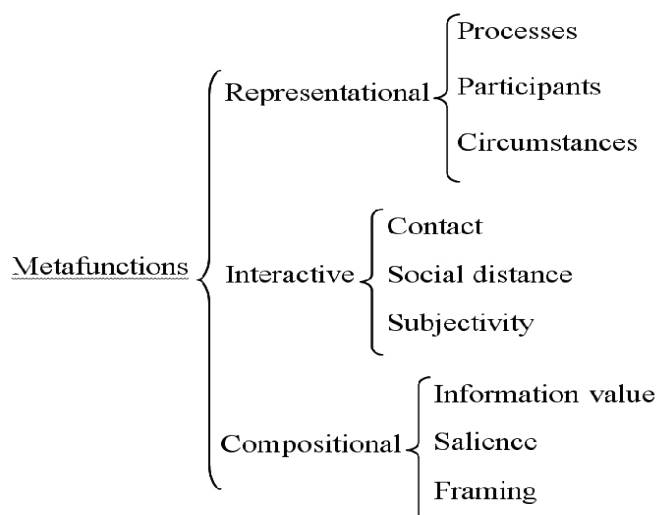 Processes
Representational
Participants
Circumstances
Contact
Metafunctions
Interactive
Social distance
Subjectivity
Information value
Compositional
Salience
Framing